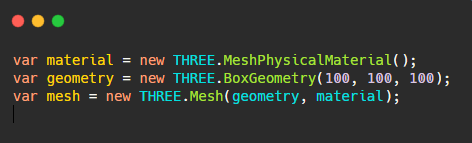 var material = new THREE.MeshPhysicalMaterial();
var geometry = new THREE.BoxGeometry(100, 100, 100);
var mesh = new THREE.Mesh(geometry, material);